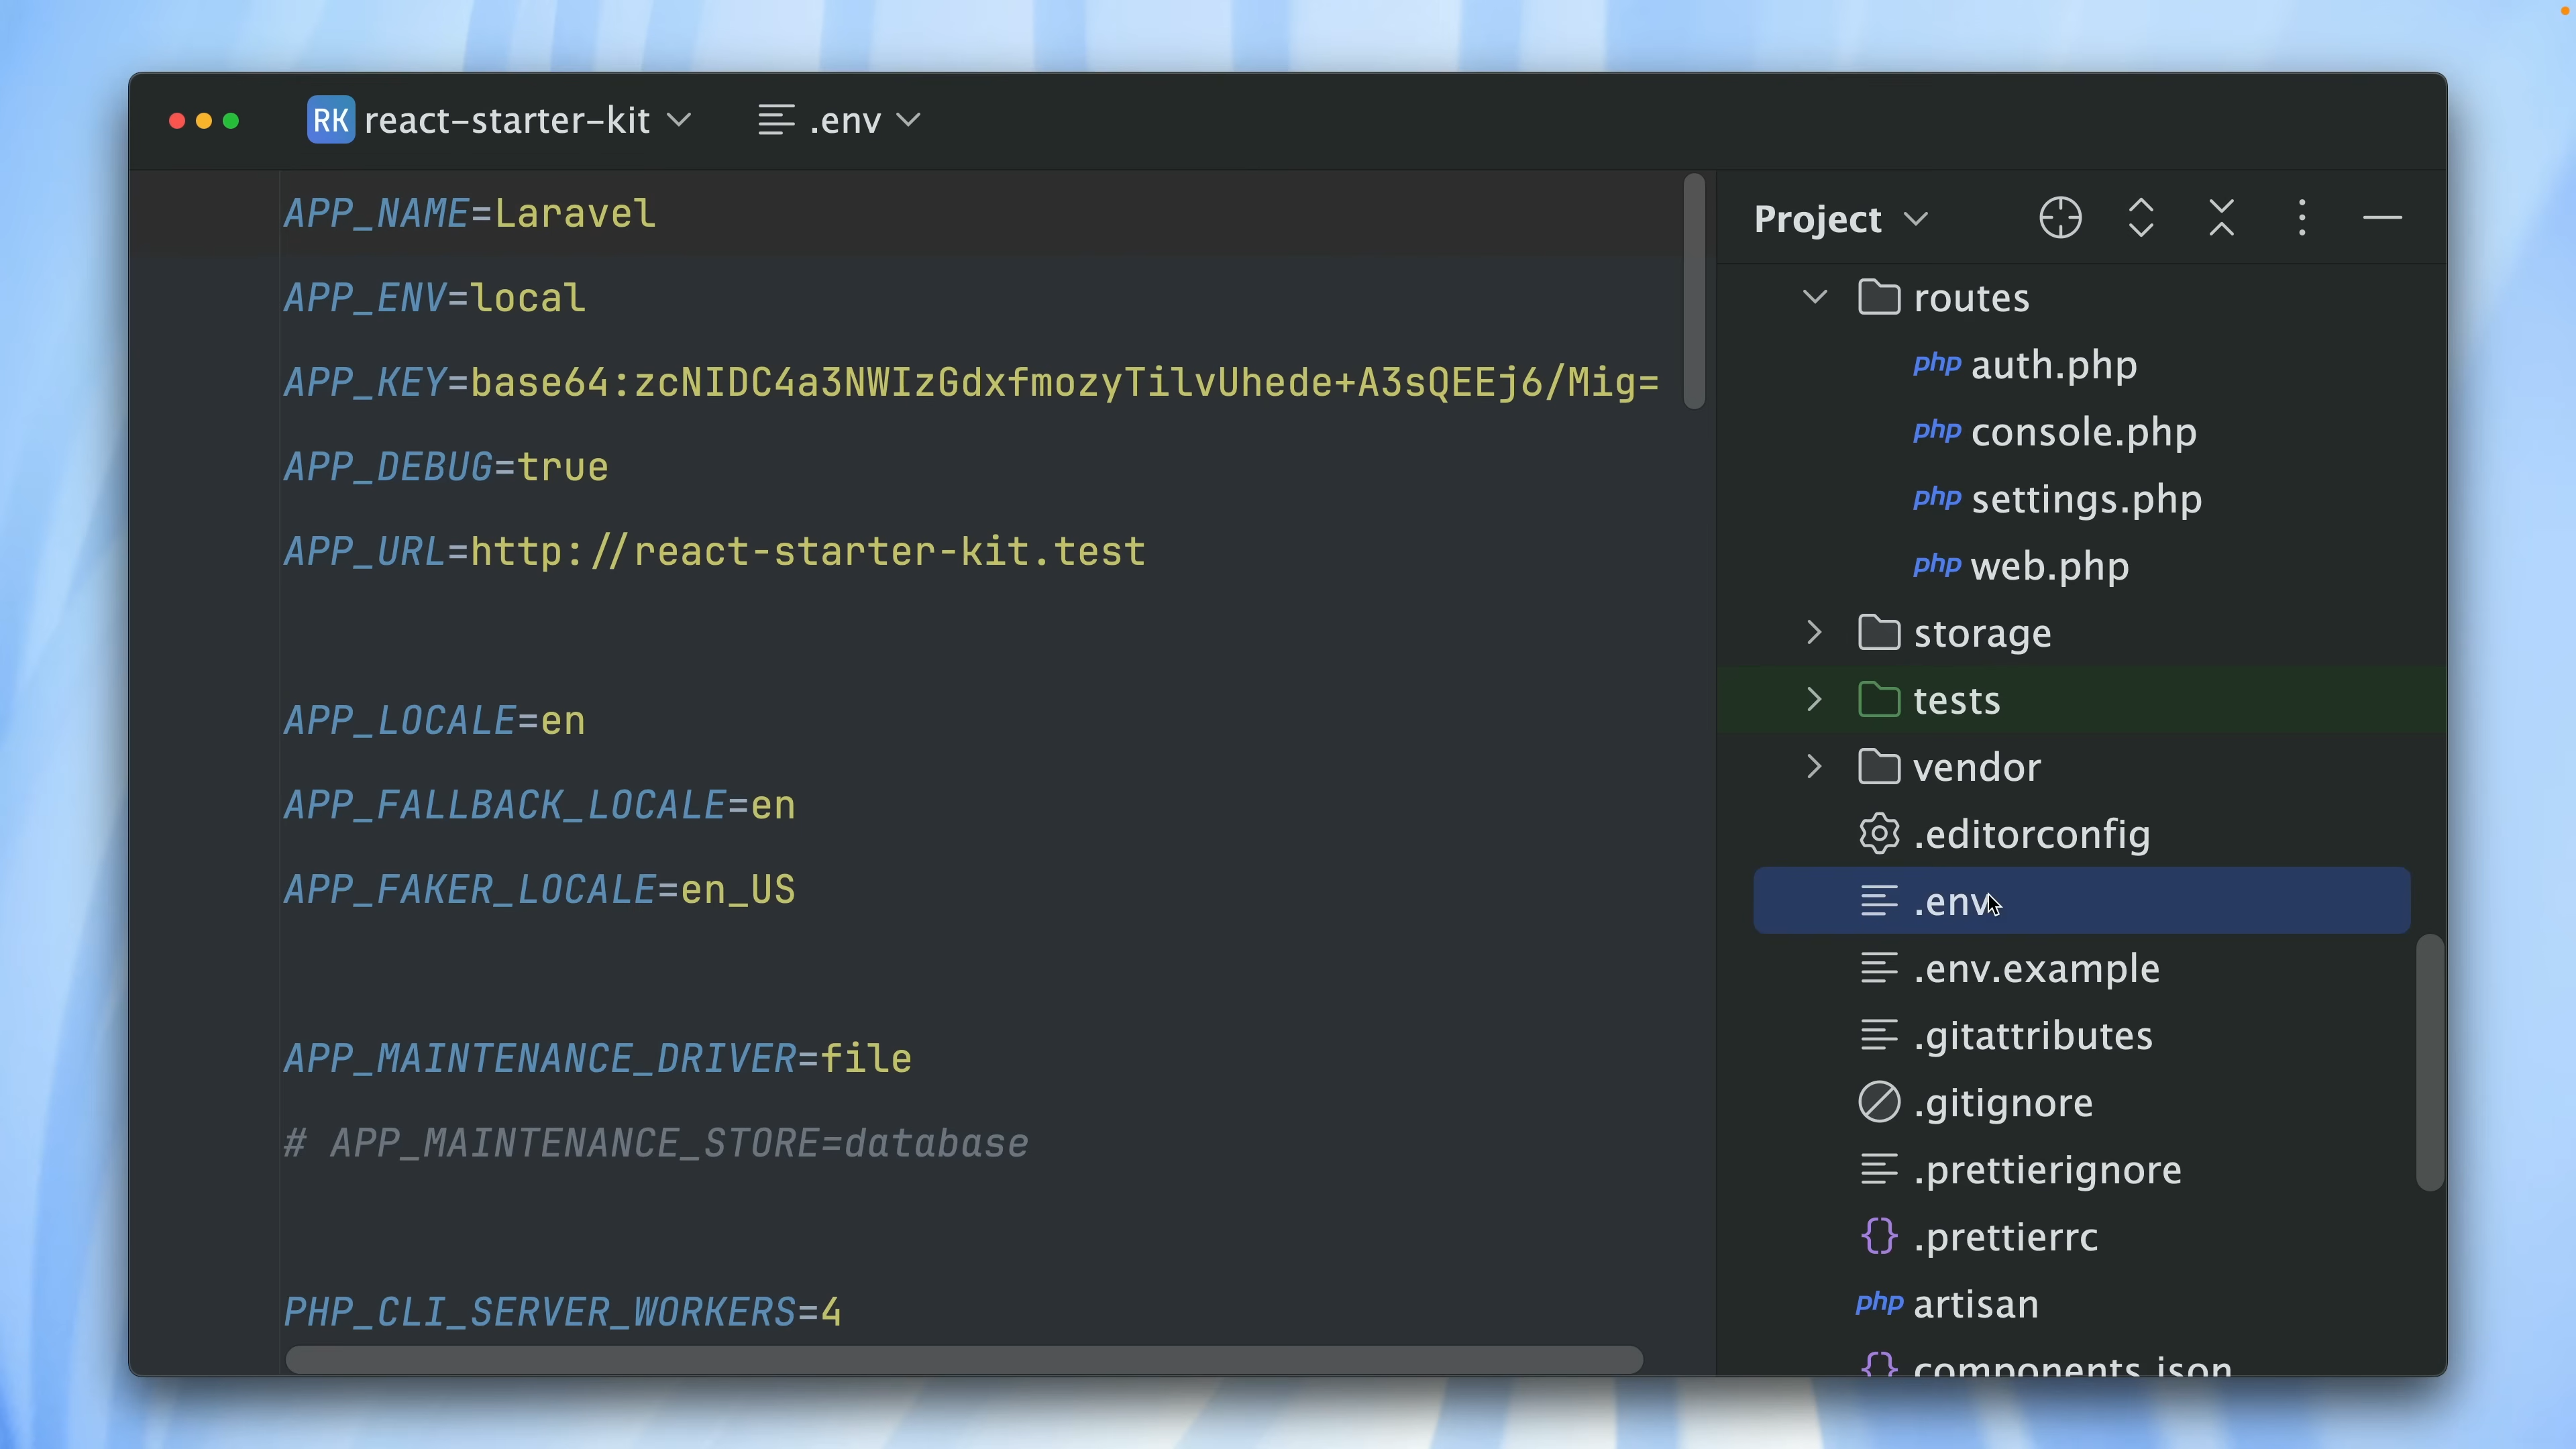 RK react-starter-kit
.env
APP_NAME=Laravel
APP_ENV=local
APP_KEY=base64:zcNIDC4a3NWIzGdxfmozyTilvUhede+A3sQEEj6/Mig=
APP_DEBUG=true
APP_URL=http://react-starter-kit.test
APP_LOCALE=en
APP_FALLBACK_LOCALE=en
APP_FAKER_LOCALE=en_US
APP_MAINTENANCE_DRIVER=file
# APP_MAINTENANCE_STORE=database
PHP_CLI_SERVER_WORKERS=4
Project
routes
php auth.php
php console.php
php settings.php
php web.php
storage
tests
vendor
.editorconfig
.env
.env.example
.gitattributes
.gitignore
.prettierignore
{} .prettierrc
php artisan
{} components.json